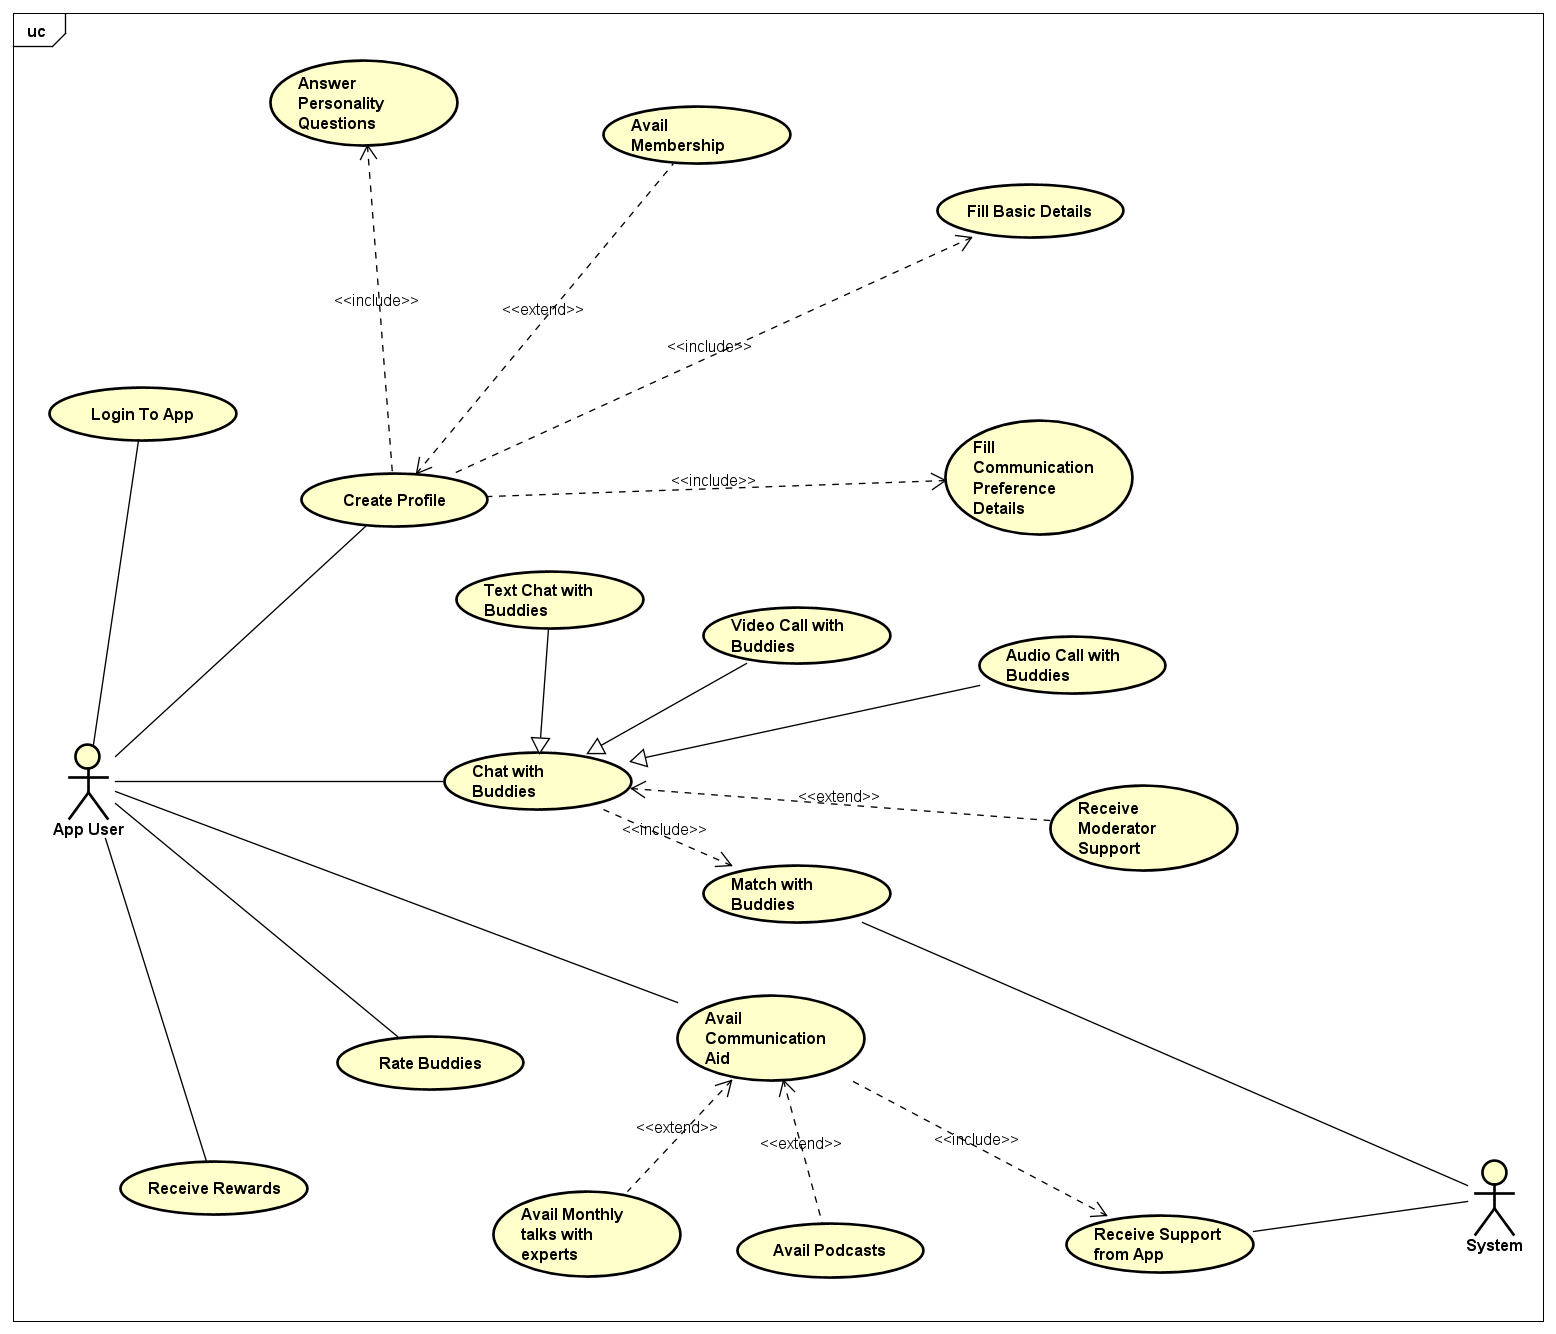 uc
Answer
Personality
Questions
Avail
Membership
Fill Basic Details
<<include>>
<<extend>>
<<include>>
Login To App
Fill
Communication
Preference
Details
<<include>>
Create Profile
Text Chat with
Buddies
Video Call with
Buddies
Audio Call with
Buddies
Chat with
Buddies
<<extend>>
Receive
Moderator
Support
<<include>>
App User
Match with
Buddies
Avail
Communication
Aid
Rate Buddies
<<extend>>
<<extend>>
<<include>>
Receive Rewards
Avail Monthly
talks with
experts
Avail Podcasts
Receive Support
from App
System